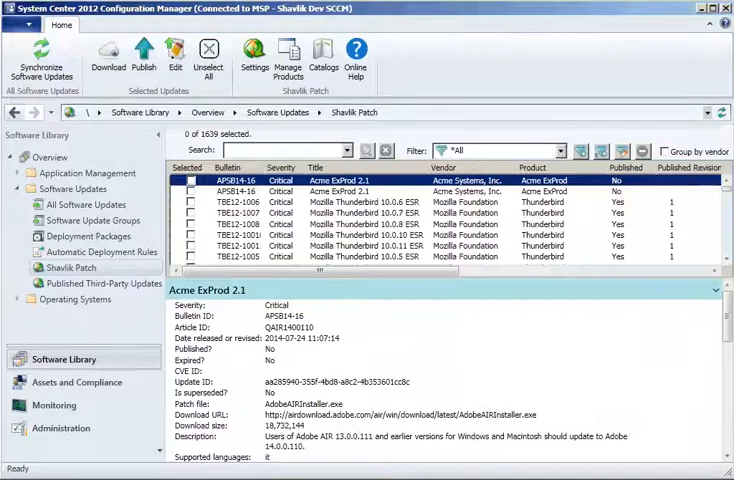 System Center 2012 Configuration Manager (Connected to MSP - Shavlik Dev SCCM)
Home
Synchronize
Software Updates
Download
Publish
Edit
Unselect
All
Settings
Manage
Products
Catalogs
Online
Help
All Software Updates
Selected Updates
Shavlik Patch
\ Software Library Overview Software Updates Shavlik Patch
Software Library
Overview
Application Management
Software Updates
All Software Updates
Software Update Groups
Deployment Packages
Automatic Deployment Rules
Shavlik Patch
Published Third-Party Updates
Operating Systems
Software Library
Assets and Compliance
Monitoring
Administration
0 of 1639 selected.
Search:
Filter: *All
Group by vendor
Selected Bulletin Severity Title Vendor Product Published Published Revision
APSB14-16 Critical Acme ExProd 2.1 Acme Systems, Inc. Acme ExProd No
APSB14-16 Critical Acme ExProd 2.1 Acme Systems, Inc. Acme ExProd No
TBE12-1006 Critical Mozilla Thunderbird 10.0.6 ESR Mozilla Foundation Thunderbird Yes 1
TBE12-1007 Critical Mozilla Thunderbird 10.0.7 ESR Mozilla Foundation Thunderbird Yes 1
TBE12-1008 Critical Mozilla Thunderbird 10.0.8 ESR Mozilla Foundation Thunderbird Yes 1
Critical Mozilla Thunderbird 10.0.10 ESR Mozilla Foundation Thunderbird Yes 1
Critical Mozilla Thunderbird 10.0.11 ESR Mozilla Foundation Thunderbird Yes 1
TBE12-1005 Critical Mozilla Thunderbird 10.0.5 ESR Mozilla Foundation Thunderbird Yes 1
Acme ExProd 2.1
Severity: Critical
Bulletin ID: APSB14-16
Article ID: QAIR1400110
Date released or revised: 2014-07-24 11:07:14
Published? No
Expired? No
CVE ID:
Update ID: aa285940-355f-4bd8-a8c2-4b353601cc8c
Is superseded? No
Patch file: AdobeAIRInstaller.exe
Download URL: http://airdownload.adobe.com/air/win/download/latest/AdobeAIRInstaller.exe
Download size: 18,732,144
Description: Users of Adobe AIR 13.0.0.111 and earlier versions for Windows and Macintosh should update to Adobe
14.0.0.110.
Supported languages: it
Ready